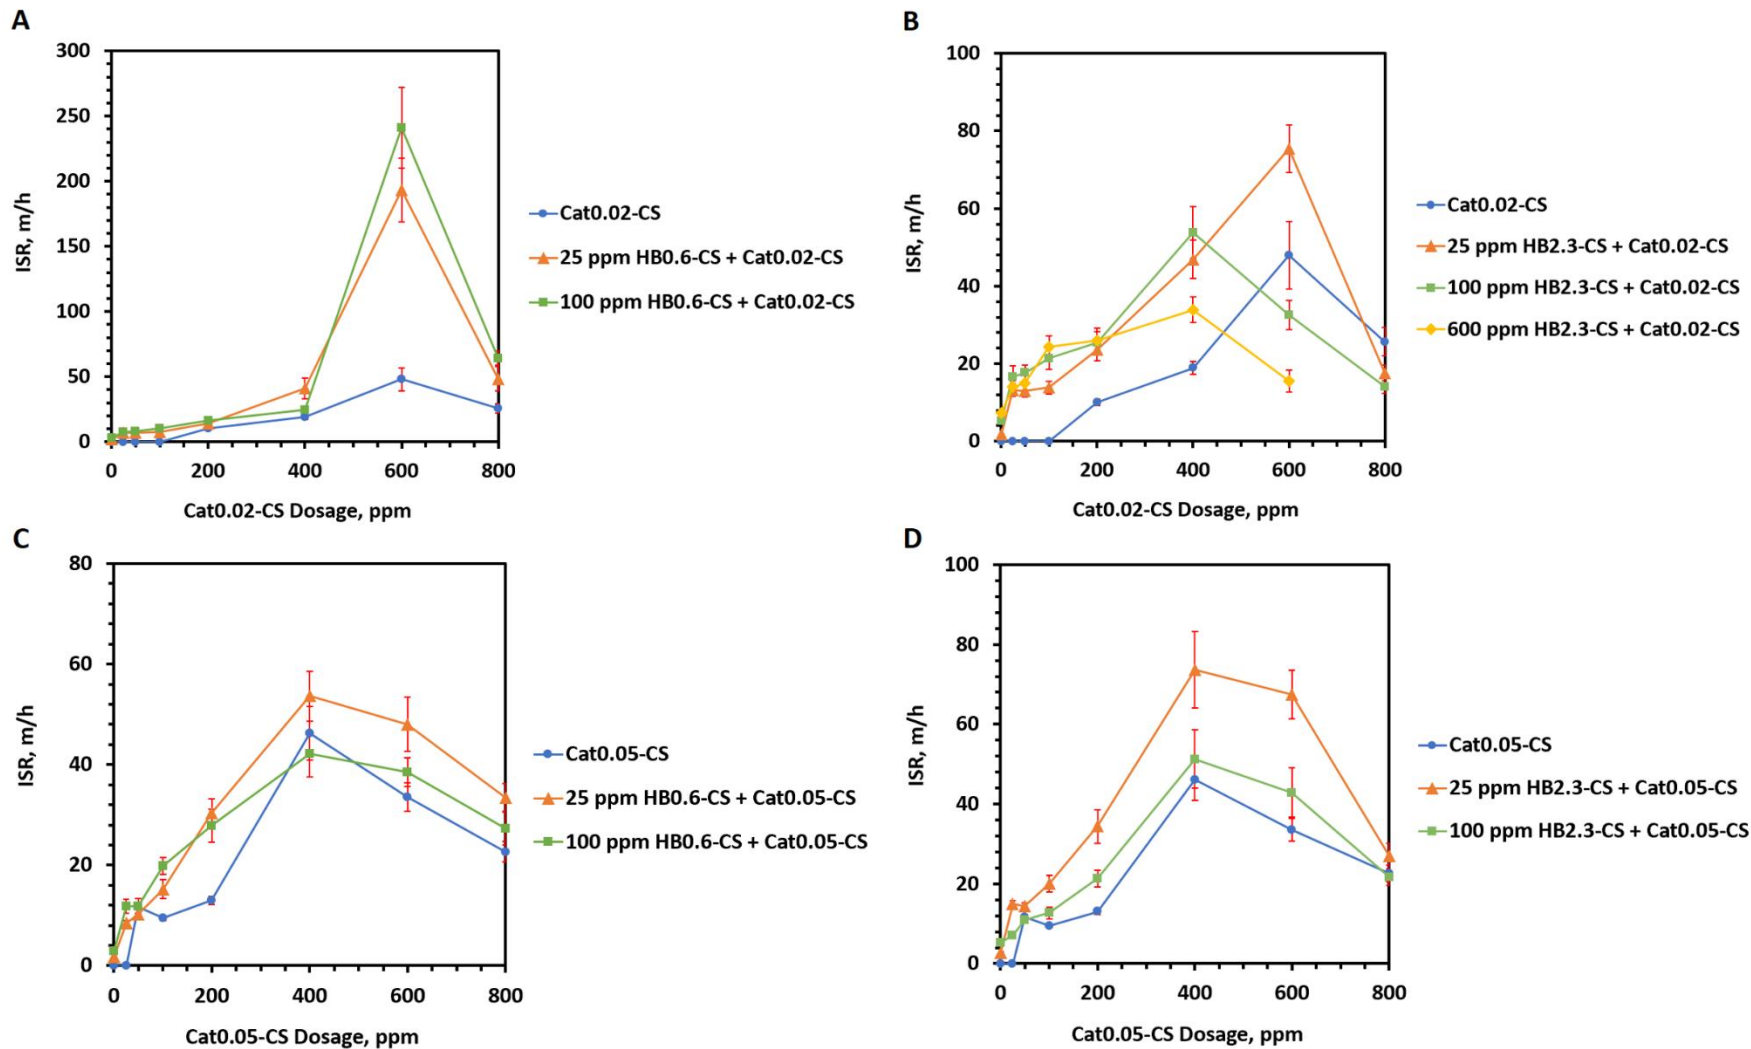 A
300
250
200
150
100
50
0
ISR, m/h
0 200 400 600 800
Cat0.02-CS Dosage, ppm
Cat0.02-CS
25 ppm HB0.6-CS + Cat0.02-CS
100 ppm HB0.6-CS + Cat0.02-CS
B
100
80
60
40
20
0
ISR, m/h
0 200 400 600 800
Cat0.02-CS Dosage, ppm
Cat0.02-CS
25 ppm HB2.3-CS + Cat0.02-CS
100 ppm HB2.3-CS + Cat0.02-CS
600 ppm HB2.3-CS + Cat0.02-CS
C
80
60
40
20
0
ISR, m/h
0 200 400 600 800
Cat0.05-CS Dosage, ppm
Cat0.05-CS
25 ppm HB0.6-CS + Cat0.05-CS
100 ppm HB0.6-CS + Cat0.05-CS
D
100
80
60
40
20
0
ISR, m/h
0 200 400 600 800
Cat0.05-CS Dosage, ppm
Cat0.05-CS
25 ppm HB2.3-CS + Cat0.05-CS
100 ppm HB2.3-CS + Cat0.05-CS